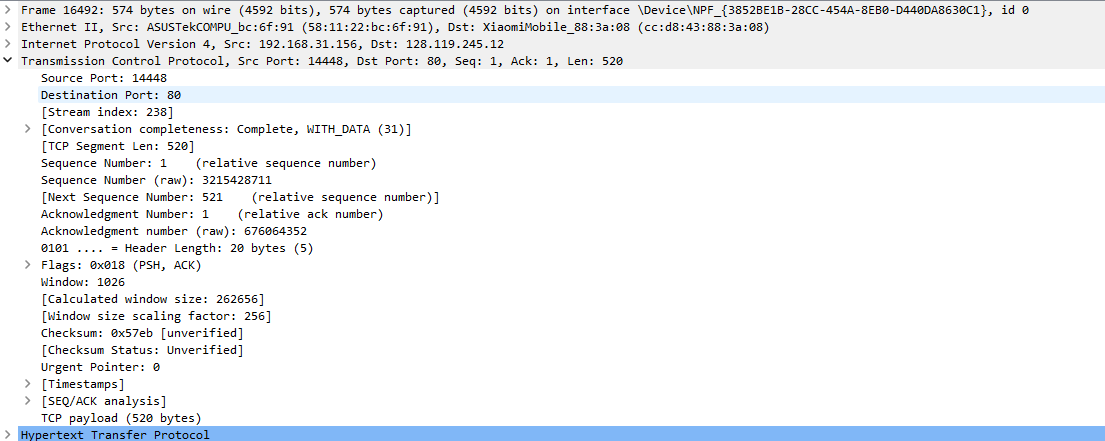 Frame 16492: 574 bytes on wire (4592 bits), 574 bytes captured (4592 bits) on interface \Device\NPF_{3852BE1B-28CC-454A-8EB0-D440DA8630C1}, id 0
Ethernet II, Src: ASUSTekCOMPU_bc:6f:91 (58:11:22:bc:6f:91), Dst: XiaomiMobile_88:3a:08 (cc:d8:43:88:3a:08)
Internet Protocol Version 4, Src: 192.168.31.156, Dst: 128.119.245.12
Transmission Control Protocol, Src Port: 14448, Dst Port: 80, Seq: 1, Ack: 1, Len: 520
Source Port: 14448
Destination Port: 80
[Stream index: 238]
[Conversation completeness: Complete, WITH_DATA (31)]
[TCP Segment Len: 520]
Sequence Number: 1    (relative sequence number)
Sequence Number (raw): 3215428711
[Next Sequence Number: 521    (relative sequence number)]
Acknowledgment Number: 1    (relative ack number)
Acknowledgment number (raw): 676064352
0101 .... = Header Length: 20 bytes (5)
Flags: 0x018 (PSH, ACK)
Window: 1026
[Calculated window size: 262656]
[Window size scaling factor: 256]
Checksum: 0x57eb [unverified]
[Checksum Status: Unverified]
Urgent Pointer: 0
[Timestamps]
[SEQ/ACK analysis]
TCP payload (520 bytes)
Hypertext Transfer Protocol